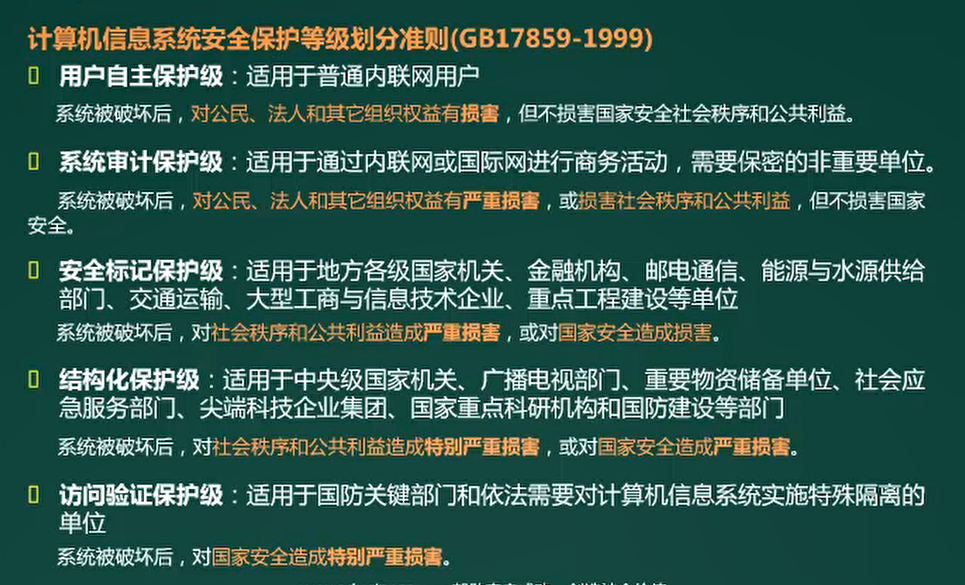 计算机信息系统安全保护等级划分准则(GB17859-1999)
用户自主保护级：适用于普通内联网用户
系统被破坏后，对公民、法人和其它组织权益有损害，但不损害国家安全社会秩序和公共利益。
系统审计保护级：适用于通过内联网或国际网进行商务活动，需要保密的非重要单位。
系统被破坏后，对公民、法人和其它组织权益有严重损害，或损害社会秩序和公共利益，但不损害国家
安全。
安全标记保护级：适用于地方各级国家机关、金融机构、邮电通信、能源与水源供给
部门、交通运输、大型工商与信息技术企业、重点工程建设等单位
系统被破坏后，对社会秩序和公共利益造成严重损害，或对国家安全造成损害。
结构化保护级：适用于中央级国家机关、广播电视部门、重要物资储备单位、社会应
急服务部门、尖端科技企业集团、国家重点科研机构和国防建设等部门
系统被破坏后，对社会秩序和公共利益造成特别严重损害，或对国家安全造成严重损害。
访问验证保护级：适用于国防关键部门和依法需要对计算机信息系统实施特殊隔离的
单位
系统被破坏后，对国家安全造成特别严重损害。